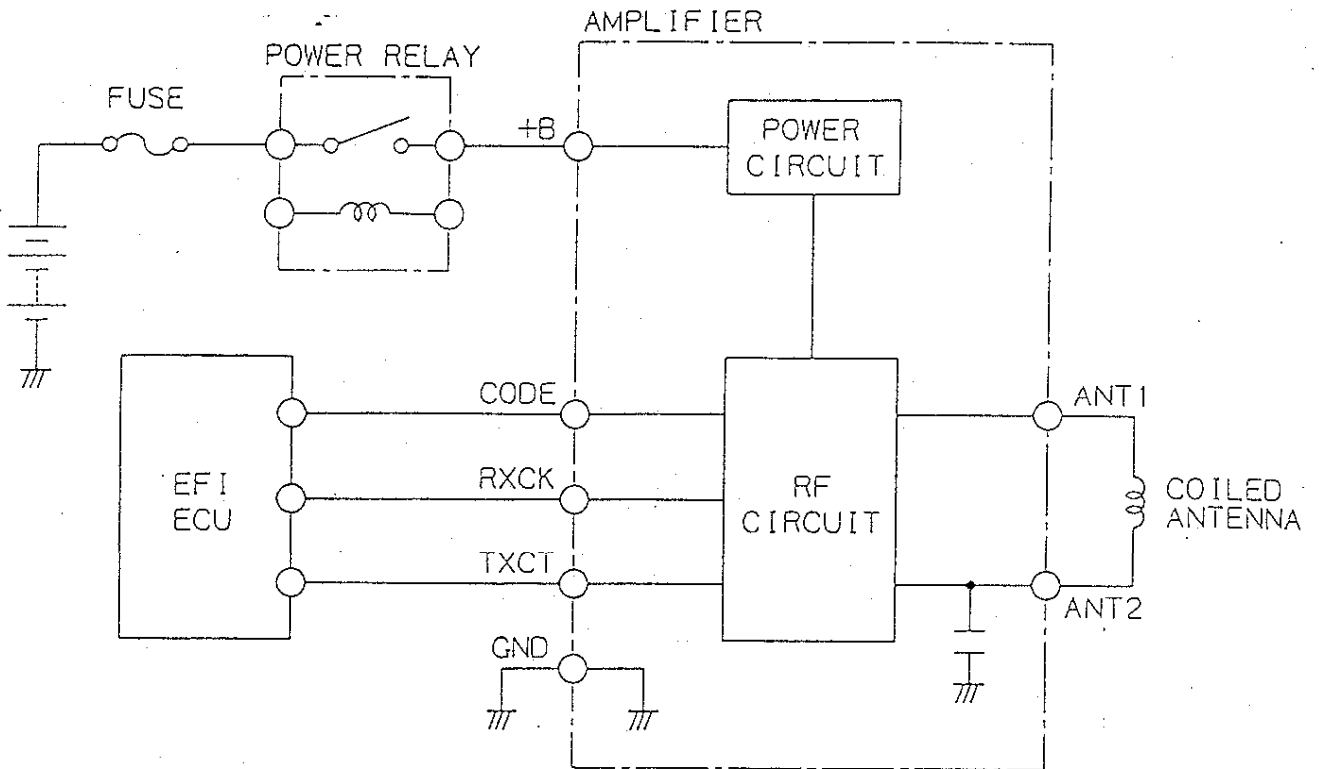 AMPLIFIER
POWER RELAY
FUSE
+B
POWER
CIRCUIT
CODE
ANT1
EFI
ECU
RXCK
RF
CIRCUIT
COILED
ANTENNA
TXCT
ANT2
GND